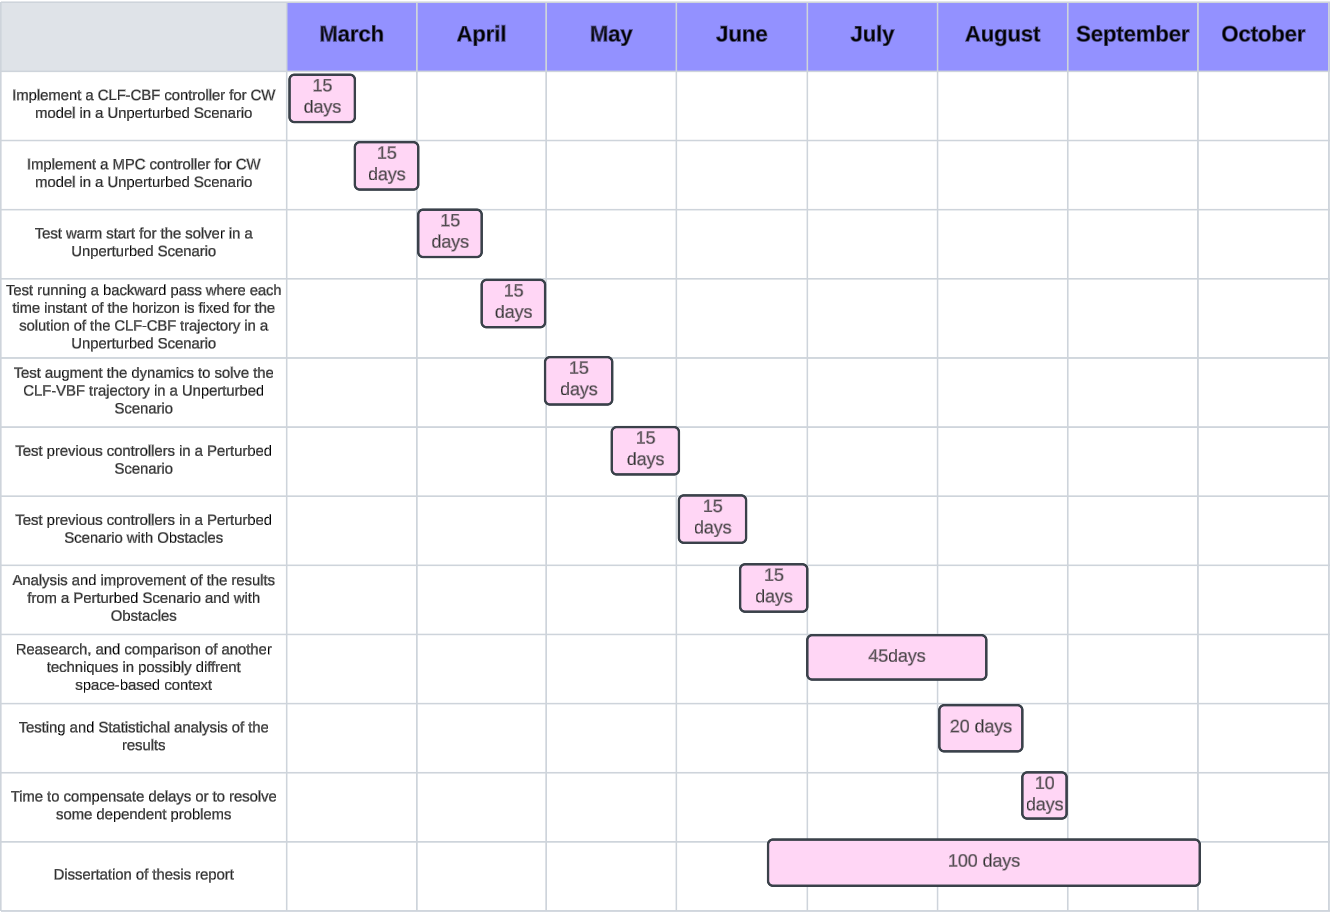 March April May June July August September October
Implement a CLF-CBF controller for CW
model in a Unperturbed Scenario
15
days
Implement a MPC controller for CW
model in a Unperturbed Scenario
15
days
Test warm start for the solver in a
Unperturbed Scenario
15
days
Test running a backward pass where each
time instant of the horizon is fixed for the
solution of the CLF-CBF trajectory in a
Unperturbed Scenario
15
days
Test augment the dynamics to solve the
CLF-VBF trajectory in a Unperturbed
Scenario
15
days
Test previous controllers in a Perturbed
Scenario
15
days
Test previous controllers in a Perturbed
Scenario with Obstacles
15
days
Analysis and improvement of the results
from a Perturbed Scenario and with
Obstacles
15
days
Reasearch, and comparison of another
techniques in possibly diffrent
space-based context
45days
Testing and Statistichal analysis of the
results
20 days
Time to compensate delays or to resolve
some dependent problems
10
days
Dissertation of thesis report
100 days